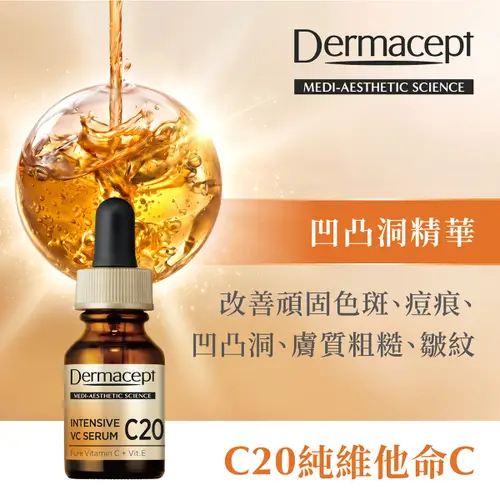 Dermacept
MEDI-AESTHETIC SCIENCE
凹凸洞精華
改善頑固色斑、痘痕、
凹凸洞、膚質粗糙、皺紋
Dermacept
MEDI-AESTHETIC SCIENCE
INTENSIVE
VC SERUM C20
Pure Vitamin C + Vit.E
C20純維他命C